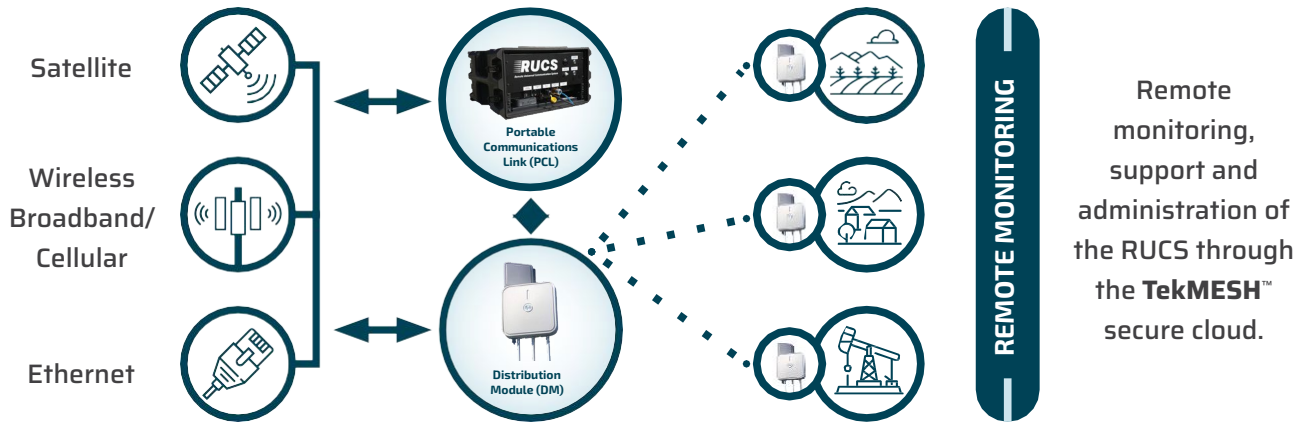 Satellite
Wireless
Broadband/
Cellular
Ethernet
RUCS
Portable
Communications
Link (PCL)
Distribution
Module (DM)
REMOTE MONITORING
Remote
monitoring,
support and
administration of
the RUCS through
the TekMESH™
secure cloud.